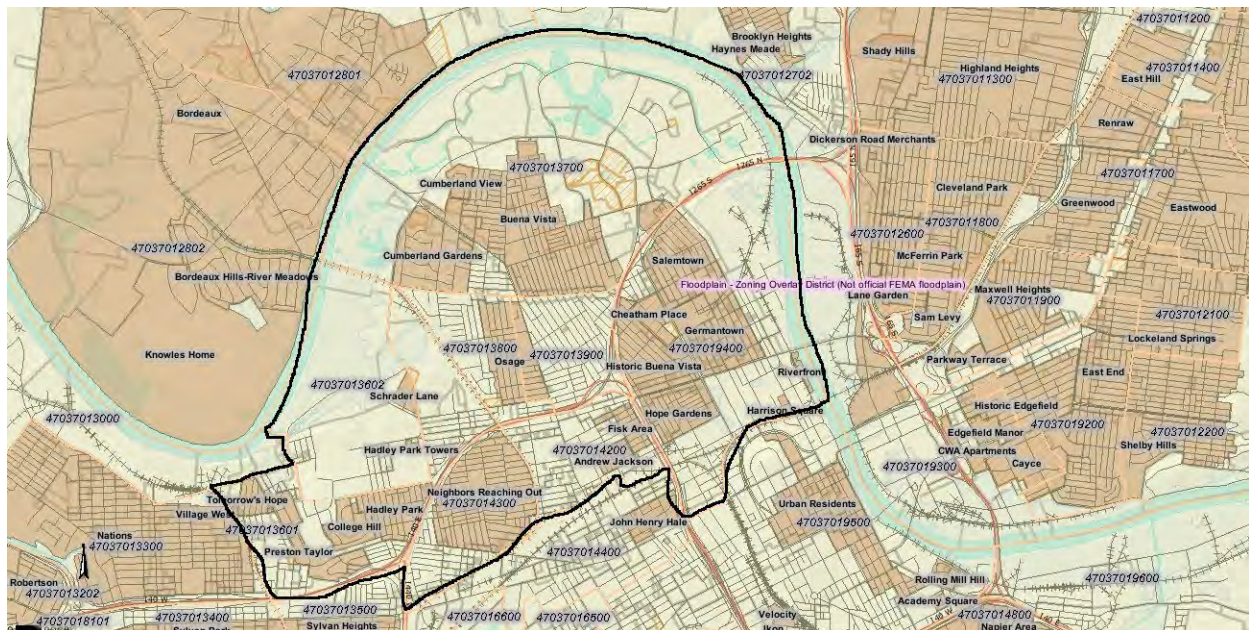 47037011200
Brooklyn Heights
Haynes Meade
Shady Hills
Highland Heights
47037011400
47037012801
47037012702
47037011300
East Hill
Bordeaux
Renraw
Dickerson Road Merchants
I265 N
47037013700
I265 S
47037011700
Cumberland View
Cleveland Park
Greenwood
Eastwood
Buena Vista
47037011800
47037012600
47037012802
Cumberland Gardens
Salemtown
McFerrin Park
Bordeaux Hills-River Meadows
Floodplain - Zoning Overlay District (Not official FEMA floodplain)
Lane Garden
Maxwell Heights
47037011900
Cheatham Place
Sam Levy
47037012100
Germantown
Lockeland Springs
47037013800
47037013900
47037019400
Knowles Home
Osage
Parkway Terrace
Historic Buena Vista
Riverfront
East End
47037013602
Schrader Lane
47037013000
Hope Gardens
Harrison Square
Historic Edgefield
47037019200
Fisk Area
Edgefield Manor
47037012200
Shelby Hills
Hadley Park Towers
47037014200
CWA Apartments
Andrew Jackson
47037019300
Cayce
Neighbors Reaching Out
Tomorrow's Hope
47037014300
Urban Residents
Village West
Hadley Park
47037013601
College Hill
John Henry Hale
47037019500
Nations
47037013300
Preston Taylor
47037014400
Robertson
47037013202
Rolling Mill Hill
47037019600
I40 W
Academy Square
47037013500
47037018101
47037013400
47037016600
47037016500
Velocity
47037014800
Sylvan Park
Sylvan Heights
Ikon
Napier Area